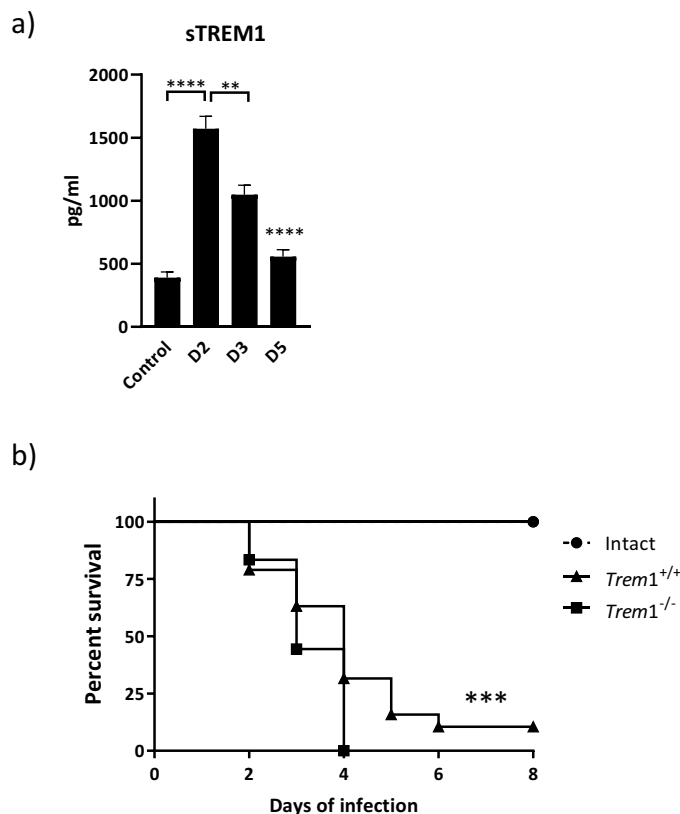 a)
sTREM1
2000
1500
1000
500
0
pg/ml
****
**
****
Control
D2
D3
D5
b)
Percent survival
100
75
50
25
0
***
0 2 4 6 8
Days of infection
Intact
Trem1+/+
Trem1-/-